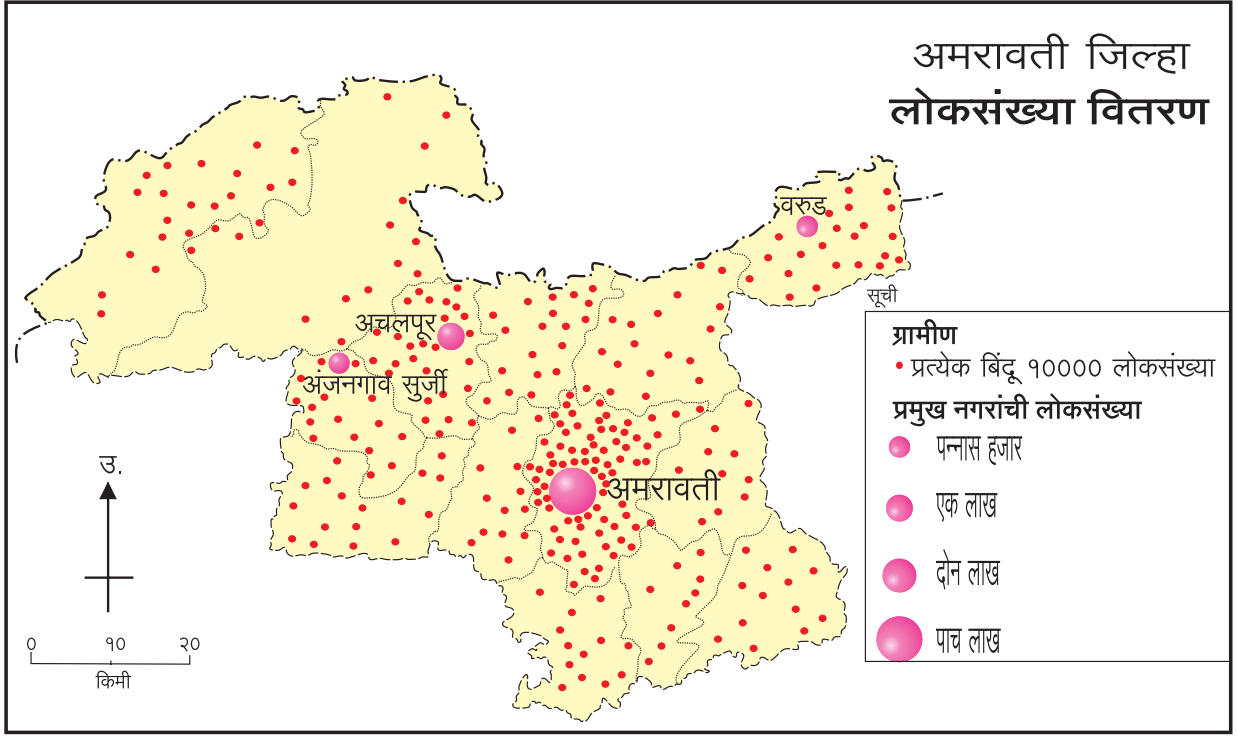 अमरावती जिल्हा
लोकसंख्या वितरण
वरुड
सूची
अचलपूर
अंजनगाव सुर्जी
अमरावती
ग्रामीण
प्रत्येक बिंदू १०००० लोकसंख्या
प्रमुख नगरांची लोकसंख्या
पन्नास हजार
एक लाख
दोन लाख
पाच लाख
उ.
० १० २०
किमी